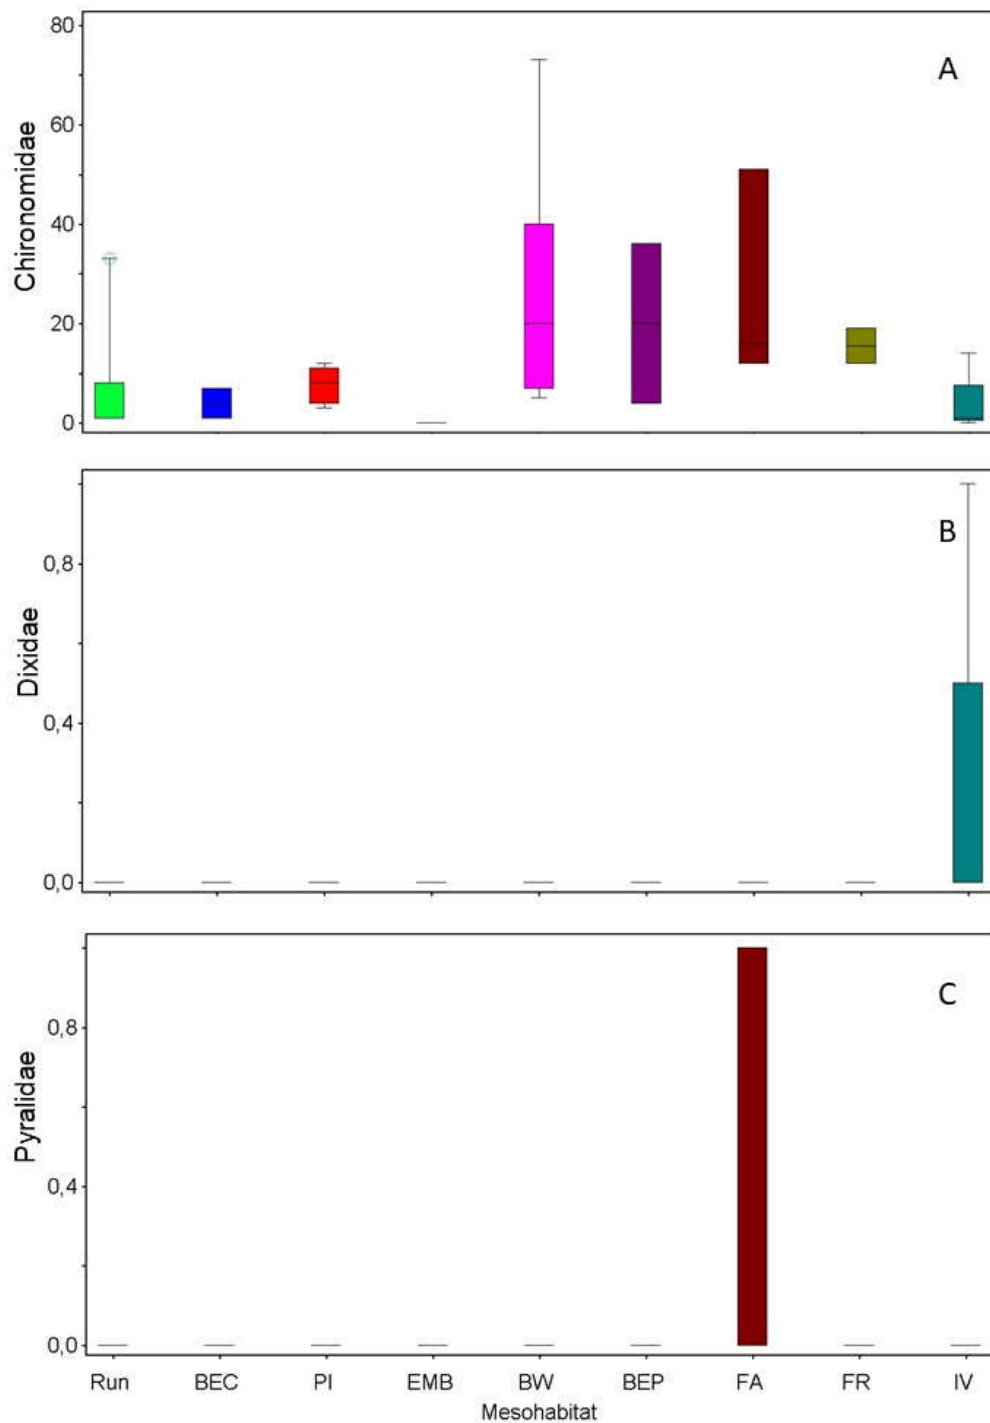 A
Chironomidae
80
60
40
20
0
B
Dixidae
0,8
0,4
0,0
C
Pyralidae
0,8
0,4
0,0
Run BEC PI EMB BW BEP FA FR IV
Mesohabitat